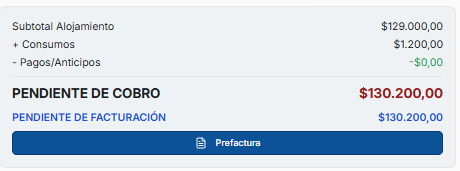 Subtotal Alojamiento $129.000,00
+ Consumos $1.200,00
- Pagos/Anticipos -$0,00
PENDIENTE DE COBRO $130.200,00
PENDIENTE DE FACTURACIÓN $130.200,00
Prefactura